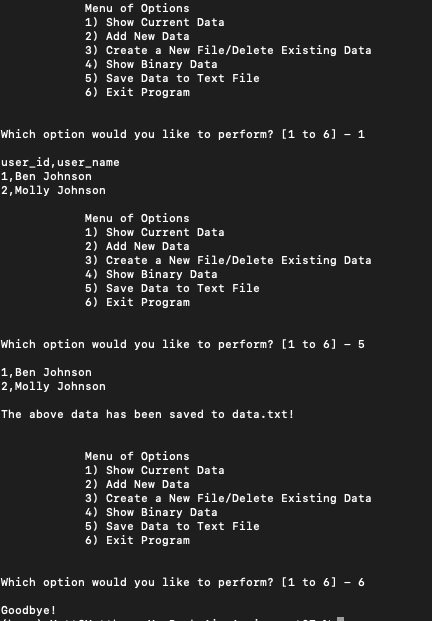 Menu of Options
1) Show Current Data
2) Add New Data
3) Create a New File/Delete Existing Data
4) Show Binary Data
5) Save Data to Text File
6) Exit Program
Which option would you like to perform? [1 to 6] - 1
user_id,user_name
1,Ben Johnson
2,Molly Johnson
Menu of Options
1) Show Current Data
2) Add New Data
3) Create a New File/Delete Existing Data
4) Show Binary Data
5) Save Data to Text File
6) Exit Program
Which option would you like to perform? [1 to 6] - 5
1,Ben Johnson
2,Molly Johnson
The above data has been saved to data.txt!
Menu of Options
1) Show Current Data
2) Add New Data
3) Create a New File/Delete Existing Data
4) Show Binary Data
5) Save Data to Text File
6) Exit Program
Which option would you like to perform? [1 to 6] - 6
Goodbye!